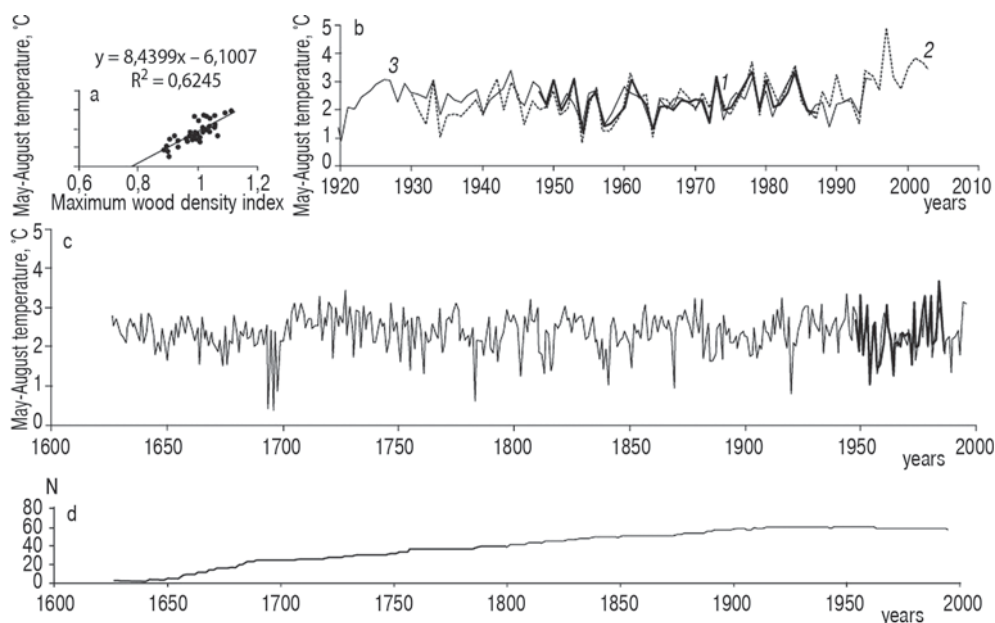 May-August temperature, °C
y = 8,4399x – 6,1007
R² = 0,6245
a
0,6 0,8 1 1,2
Maximum wood density index
May-August temperature, °C
5
4
3
2
1
0
b
3
1
2
1920 1930 1940 1950 1960 1970 1980 1990 2000 2010
years
May-August temperature, °C
5
4
3
2
1
0
c
1600 1650 1700 1750 1800 1850 1900 1950 2000
years
N
80
60
40
20
0
d
1600 1650 1700 1750 1800 1850 1900 1950 2000
years